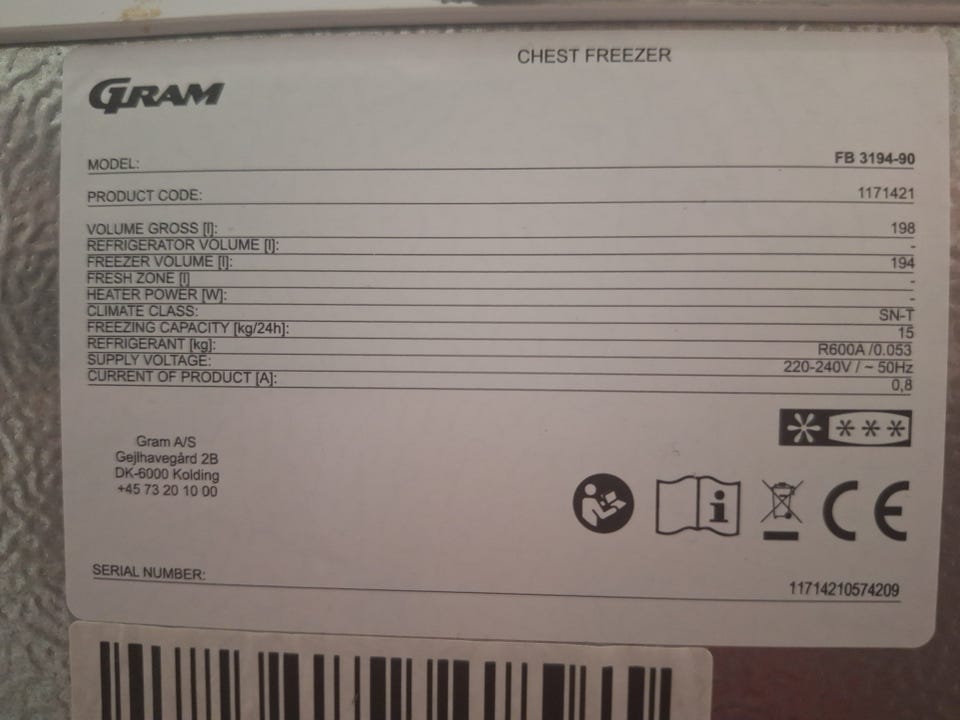 CHEST FREEZER
GRAM
MODEL: FB 3194-90
PRODUCT CODE: 1171421
VOLUME GROSS [l]: 198
REFRIGERATOR VOLUME [l]: -
FREEZER VOLUME [l]: 194
FRESH ZONE [l] -
HEATER POWER [W]: -
CLIMATE CLASS: SN-T
FREEZING CAPACITY [kg/24h]: 15
REFRIGERANT [kg]: R600A /0.053
SUPPLY VOLTAGE: 220-240V / ~ 50Hz
CURRENT OF PRODUCT [A]: 0,8
Gram A/S
Gejlhavegård 2B
DK-6000 Kolding
+45 73 20 10 00
CE
SERIAL NUMBER: 11714210574209